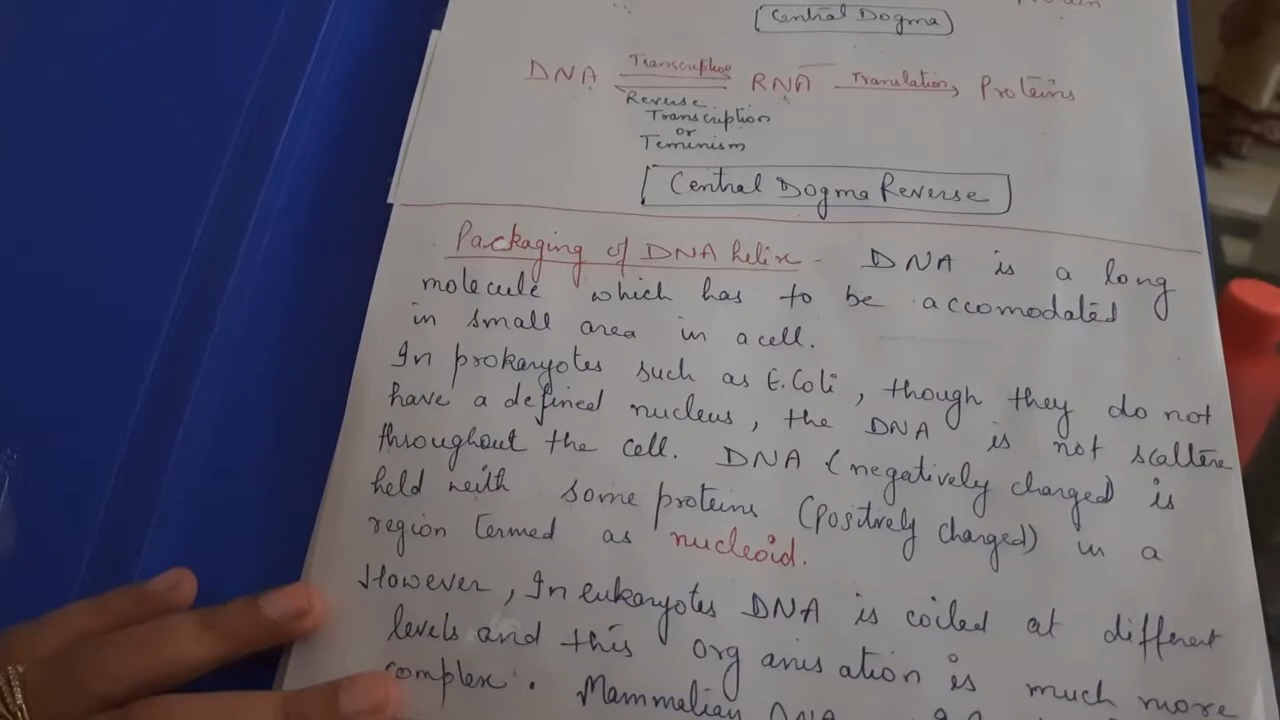 Central Dogma
DNA Transcription RNA Translation Proteins
Reverse
Transcription
or
Teminism
Central Dogma Reverse
Packaging of DNA helix - DNA is a long
molecule which has to be accomodated
in small area in a cell.
In prokaryotes such as E.Coli, though they do not
have a defined nucleus, the DNA is not scattere
throughout the cell. DNA (negatively charged) is
held with some proteins (positively charged) in a
region termed as nucleoid.
However, In eukaryotes DNA is coiled at different
levels and this organisation is much more
complex. Mammalian DNA